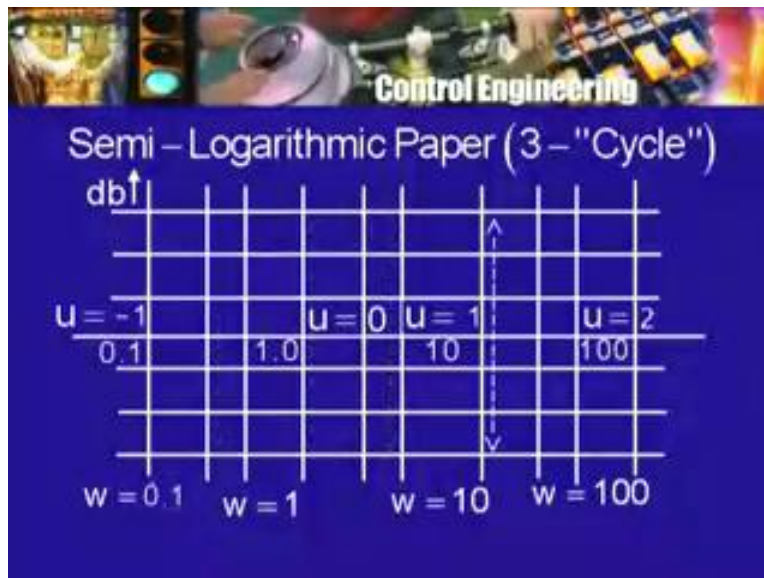 Control Engineering
Semi – Logarithmic Paper (3 – "Cycle")
db
u = -1 u = 0 u = 1 u = 2
0.1 1.0 10 100
w = 0.1 w = 1 w = 10 w = 100